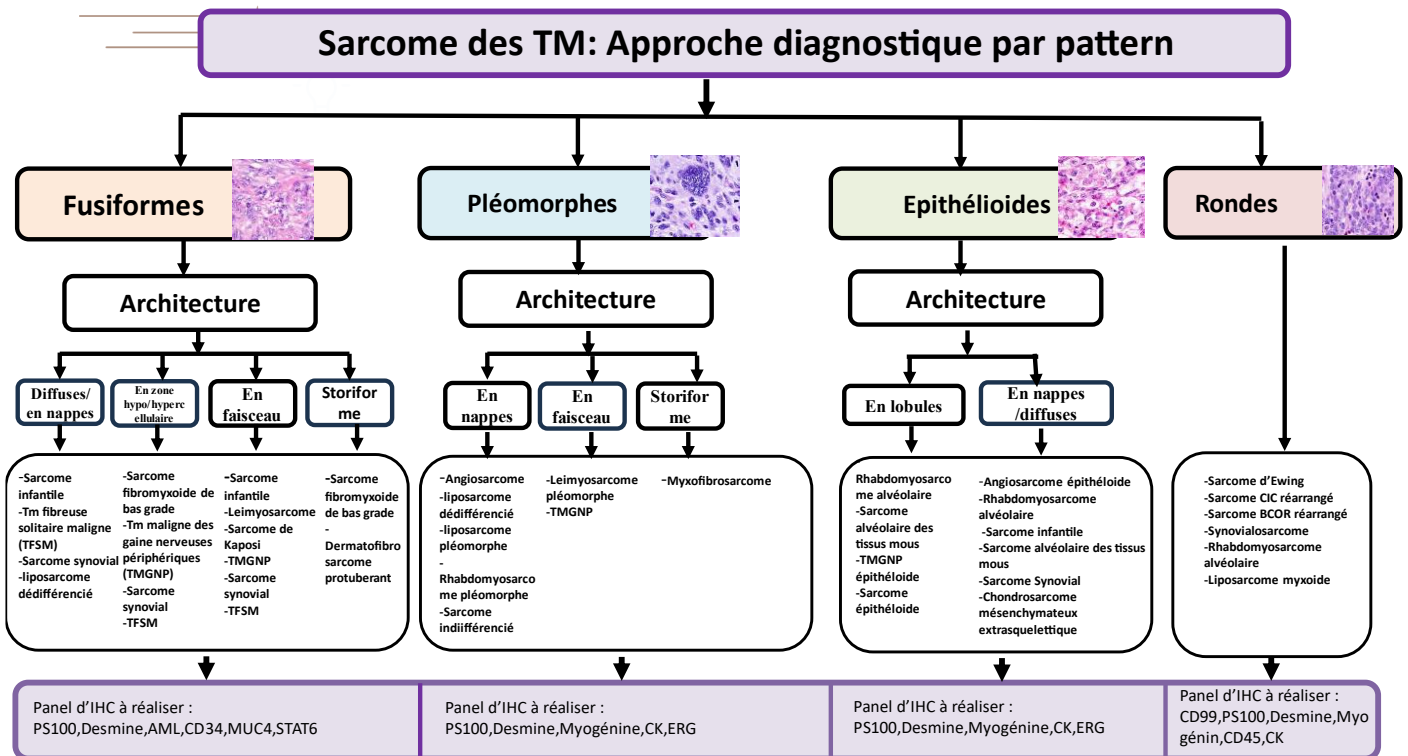 Sarcome des TM: Approche diagnostique par pattern
Fusiformes
Pléomorphes
Epithélioides
Rondes
Architecture
Architecture
Architecture
Diffuses/
en nappes
En zone
hypo/hyperc
ellulaire
En
faisceau
Storifor
me
En
nappes
En
faisceau
Storifor
me
En lobules
En nappes
/diffuses
-Sarcome
infantile
-Tm fibreuse
solitaire maligne
(TFSM)
-Sarcome synovial
-liposarcome
dédifférencié
-Sarcome
fibromyxoide de
bas grade
-Tm maligne des
gaine nerveuses
périphériques
(TMGNP)
-Sarcome
synovial
-TFSM
-Sarcome
infantile
-Leimyosarcome
-Sarcome de
Kaposi
-TMGNP
-Sarcome
synovial
-TFSM
-Sarcome
fibromyxoide
de bas grade
-
Dermatofibro
sarcome
protuberant
-Angiosarcome
-liposarcome
dédifférencié
-liposarcome
pléomorphe
-
Rhabdomyosarco
me pléomorphe
-Sarcome
indiifférencié
-Leimyosarcome
pléomorphe
-TMGNP
-Myxofibrosarcome
Rhabdomyosarco
me alvéolaire
-Sarcome
alvéolaire des
tissus mous
-TMGNP
épithéloide
-Sarcome
épithéloide
-Angiosarcome épithéloide
-Rhabdomyosarcome
alvéolaire
-Sarcome infantile
-Sarcome alvéolaire des tissus
mous
-Sarcome Synovial
-Chondrosarcome
mésenchymateux
extrasquelettique
-Sarcome d’Ewing
-Sarcome CIC réarrangé
-Sarcome BCOR réarrangé
-Synovialosarcome
-Rhabdomyosarcome
alvéolaire
-Liposarcome myxoide
Panel d’IHC à réaliser :
PS100,Desmine,AML,CD34,MUC4,STAT6
Panel d’IHC à réaliser :
PS100,Desmine,Myogénine,CK,ERG
Panel d’IHC à réaliser :
PS100,Desmine,Myogénine,CK,ERG
Panel d’IHC à réaliser :
CD99,PS100,Desmine,Myo
génin,CD45,CK